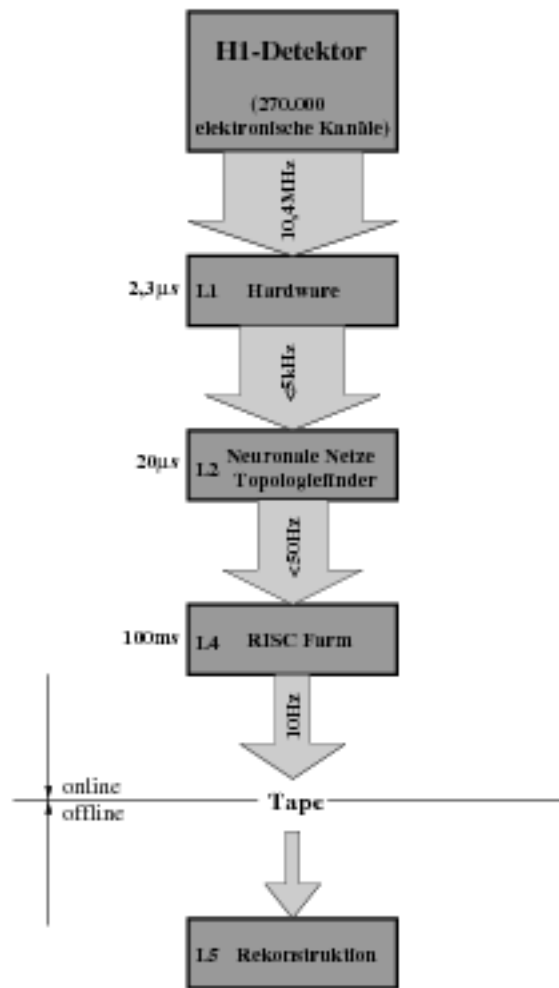 H1-Detektor
(270.000
elektronische Kanäle)
10,4MHz
2,3μs
L1 Hardware
<5kHz
20μs
L2 Neuronale Netze
Topologiefinder
<50Hz
100ms
L4 RISC Farm
10Hz
online
Tape
offline
L5 Rekonstruktion